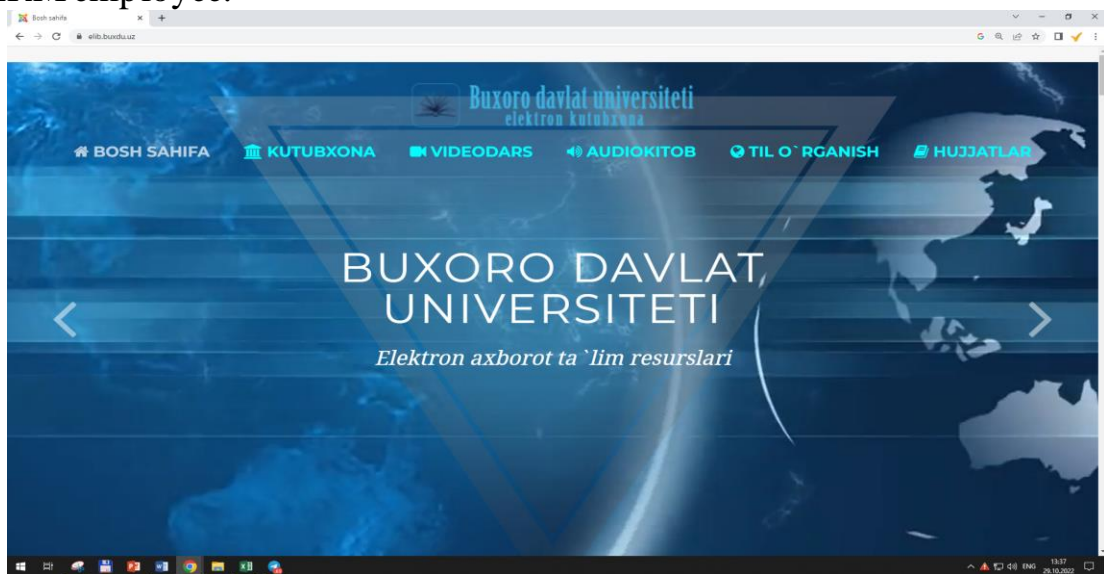 employee.
Bosh sahifa
elib.buxdu.uz
Buxoro davlat universiteti
elektron kutubxona
BOSH SAHIFA KUTUBXONA VIDEODARS AUDIOKITOB TIL O`RGANISH HUJJATLAR
BUXORO DAVLAT
UNIVERSITETI
Elektron axborot ta`lim resurslari
ENG
13:37
29.10.2022